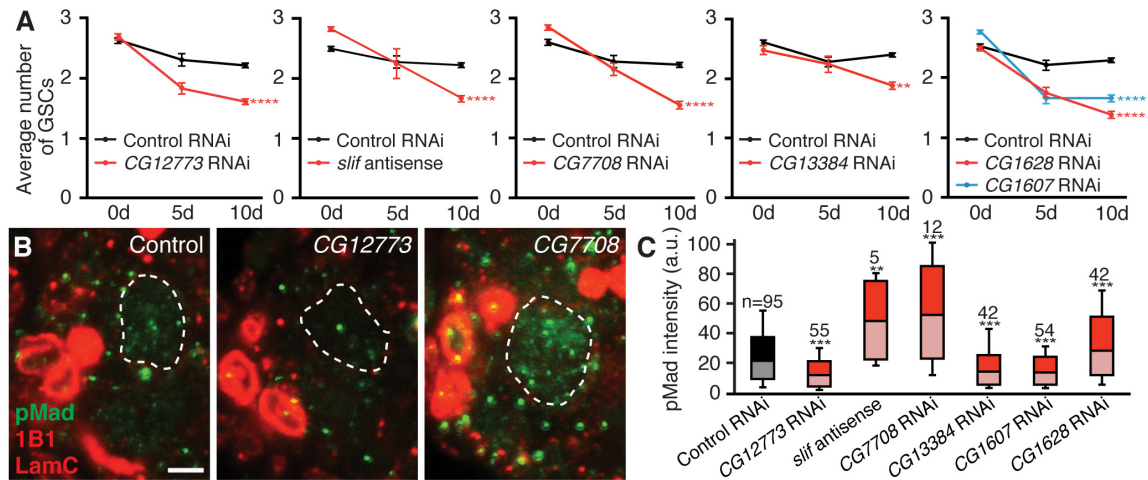 A
Average number
of GSCs
3
2
1
0
Control RNAi
CG12773 RNAi
****
0d 5d 10d
3
2
1
0
Control RNAi
slif antisense
****
0d 5d 10d
3
2
1
0
Control RNAi
CG7708 RNAi
****
0d 5d 10d
3
2
1
0
Control RNAi
CG13384 RNAi
**
0d 5d 10d
3
2
1
0
Control RNAi
CG1628 RNAi
CG1607 RNAi
****
****
0d 5d 10d
B
Control
pMad
1B1
LamC
CG12773
CG7708
C
pMad intensity (a.u.)
100
80
60
40
20
0
n=95
55
***
5
**
12
***
42
***
54
***
42
***
Control RNAi
CG12773 RNAi
slif antisense
CG7708 RNAi
CG13384 RNAi
CG1607 RNAi
CG1628 RNAi